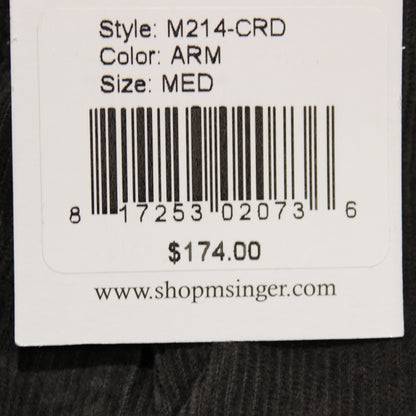 Style: M214-CRD
Color: ARM
Size: MED
8 17253 02073 6
$174.00
www.shopmsinger.com